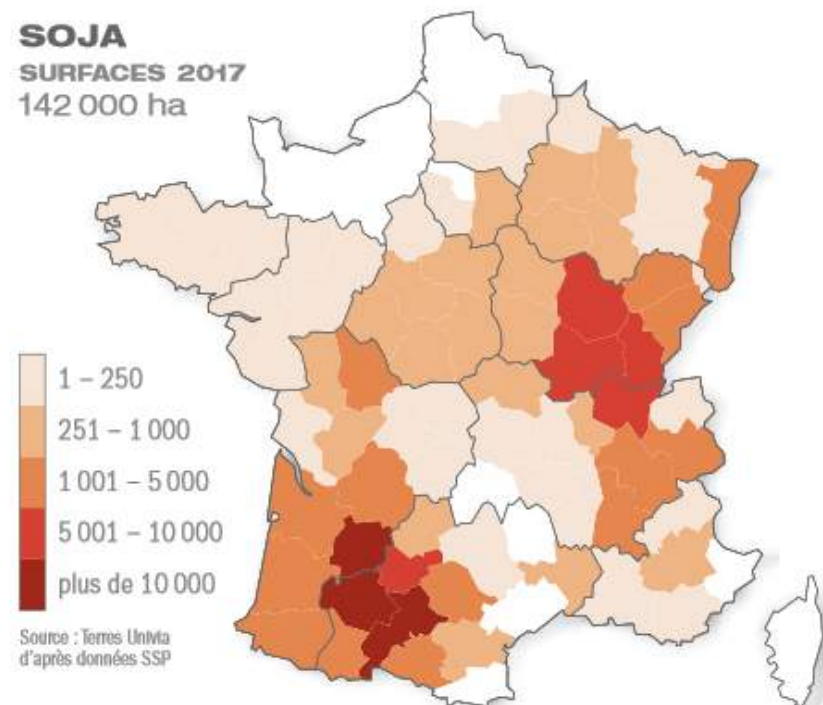 SOJA
SURFACES 2017
142 000 ha
1 – 250
251 – 1 000
1 001 – 5 000
5 001 – 10 000
plus de 10 000
Source : Terres Univia
d'après données SSP